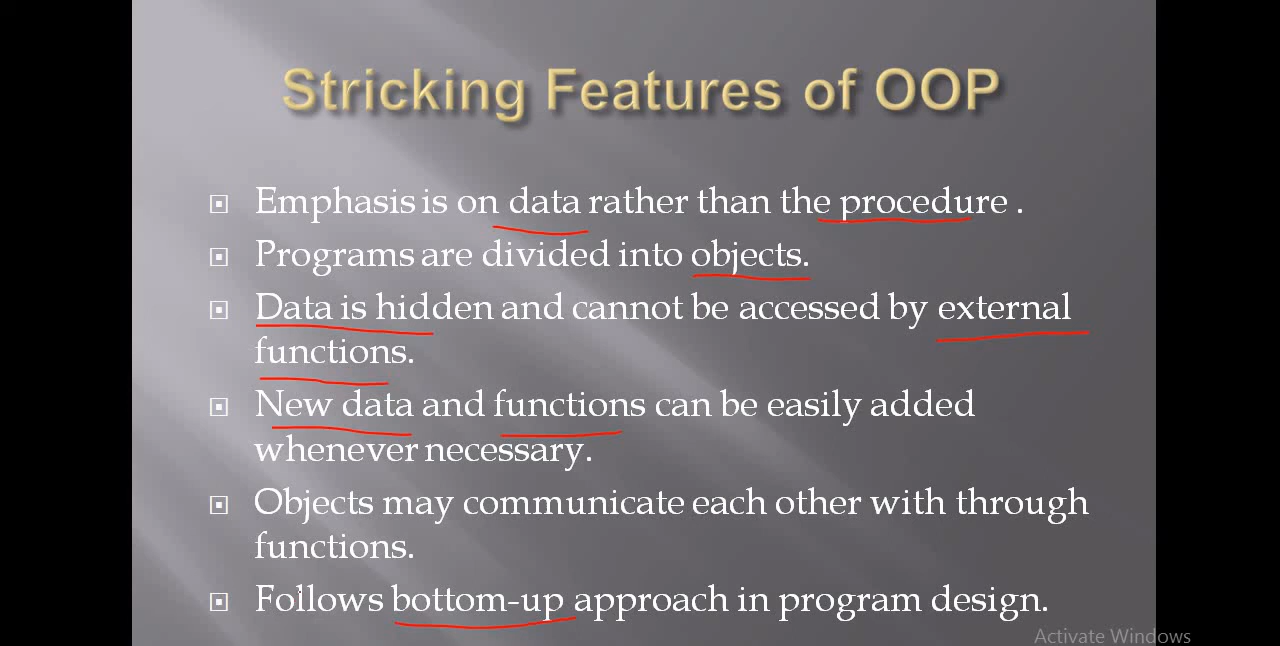 Stricking Features of OOP
Emphasis is on data rather than the procedure .
Programs are divided into objects.
Data is hidden and cannot be accessed by external
functions.
New data and functions can be easily added
whenever necessary.
Objects may communicate each other with through
functions.
Follows bottom-up approach in program design.
Activate Windows